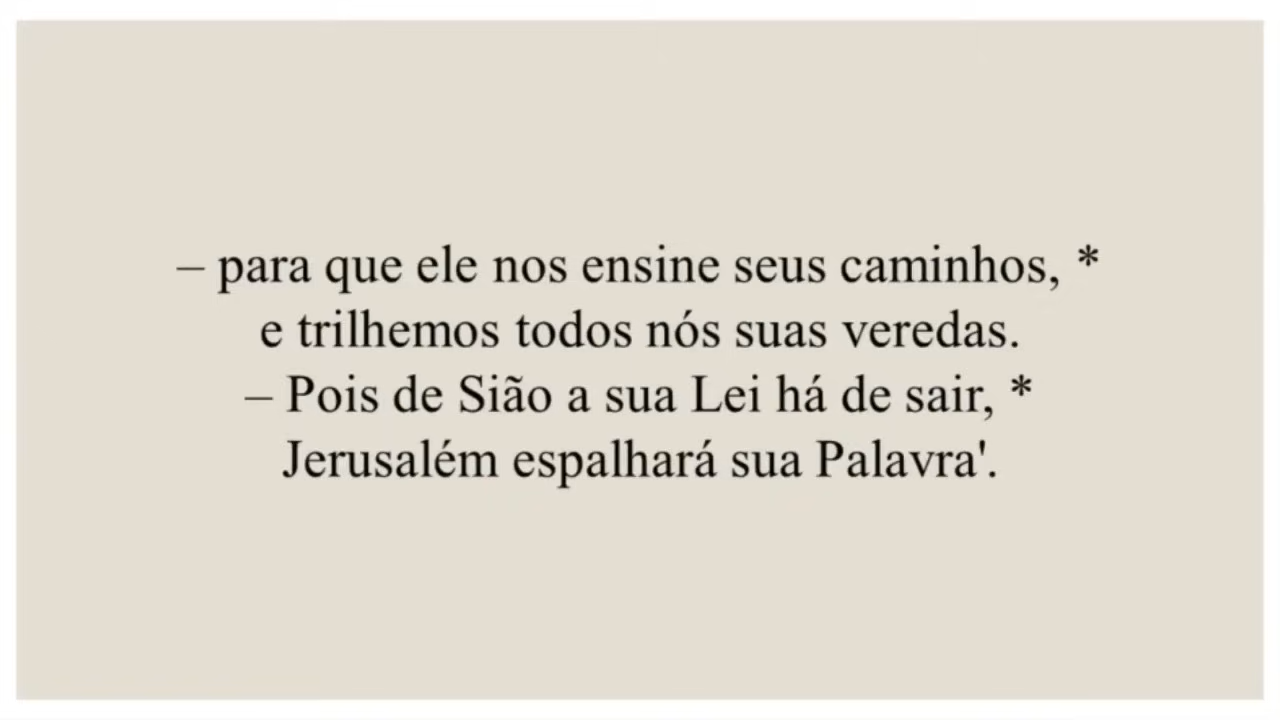 – para que ele nos ensine seus caminhos, *
e trilhemos todos nós suas veredas.
– Pois de Sião a sua Lei há de sair, *
Jerusalém espalhará sua Palavra'.